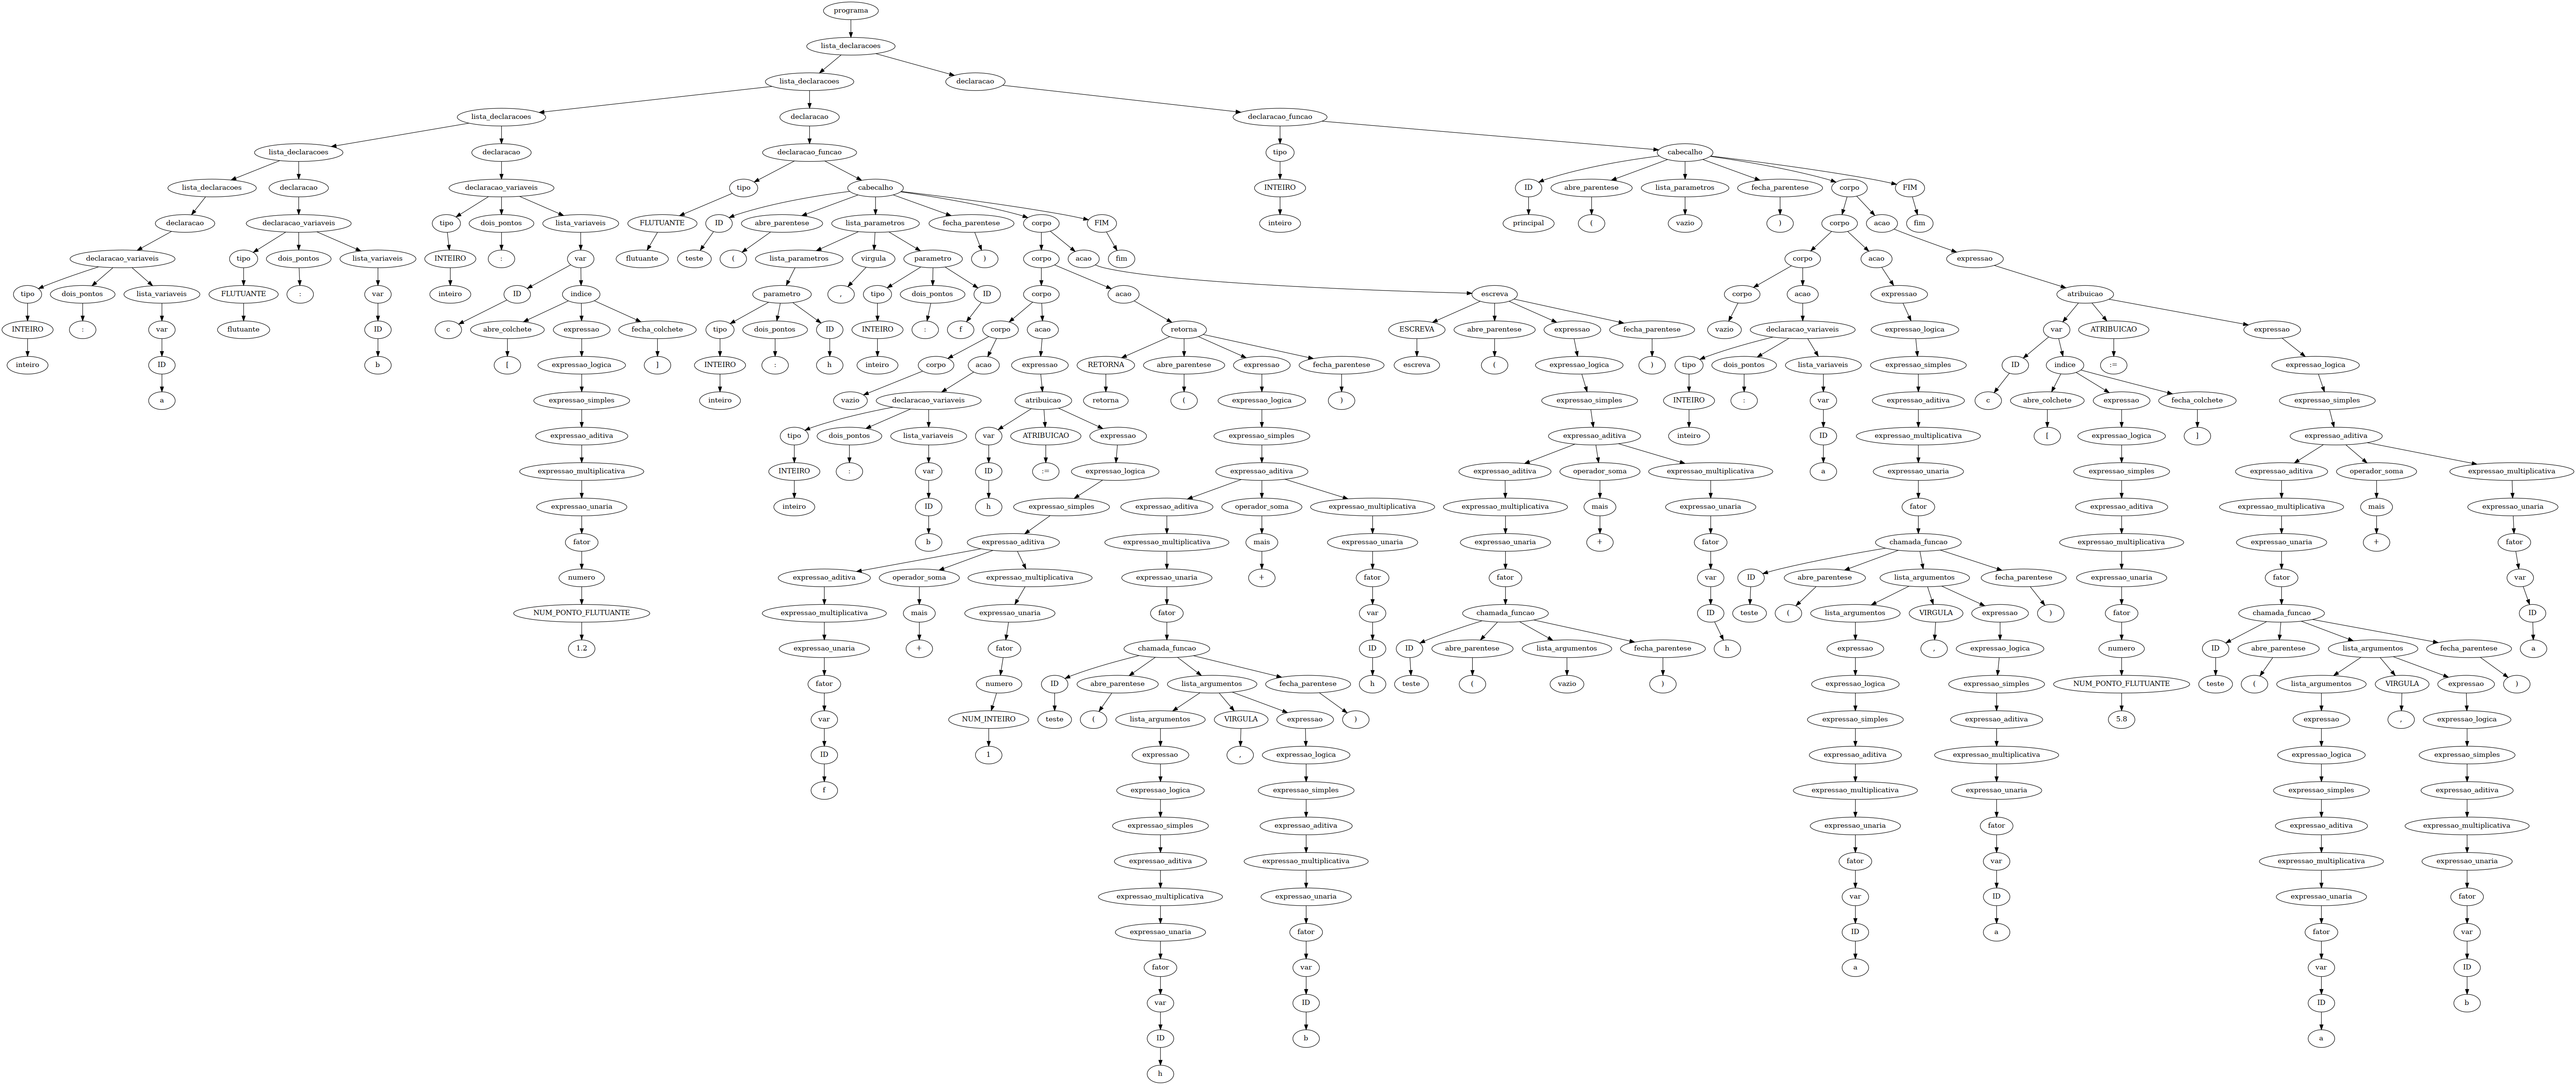 programa
lista_declaracoes
lista_declaracoes declaracao
lista_declaracoes declaracao declaracao_funcao
lista_declaracoes declaracao declaracao_funcao tipo cabecalho
lista_declaracoes declaracao declaracao_variaveis tipo cabecalho INTEIRO ID abre_parentese lista_parametros fecha_parentese corpo FIM
declaracao declaracao_variaveis tipo dois_pontos lista_variaveis FLUTUANTE ID abre_parentese lista_parametros fecha_parentese corpo FIM inteiro principal ( vazio ) corpo acao fim
declaracao_variaveis tipo dois_pontos lista_variaveis INTEIRO : var flutuante teste ( lista_parametros virgula parametro ) corpo acao fim corpo acao expressao
tipo dois_pontos lista_variaveis FLUTUANTE : var inteiro ID indice parametro , tipo dois_pontos ID corpo acao escreva corpo acao expressao atribuicao
INTEIRO : var flutuante ID c abre_colchete expressao fecha_colchete tipo dois_pontos ID INTEIRO : f corpo acao retorna ESCREVA abre_parentese expressao fecha_parentese vazio declaracao_variaveis expressao_logica var ATRIBUICAO expressao
inteiro ID b [ expressao_logica ] INTEIRO : h inteiro corpo acao expressao RETORNA abre_parentese expressao fecha_parentese escreva ( expressao_logica ) tipo dois_pontos lista_variaveis expressao_simples ID indice := expressao_logica
a expressao_simples inteiro vazio declaracao_variaveis atribuicao retorna ( expressao_logica ) expressao_simples INTEIRO : var expressao_aditiva c abre_colchete expressao fecha_colchete expressao_simples
expressao_aditiva tipo dois_pontos lista_variaveis var ATRIBUICAO expressao expressao_simples expressao_aditiva inteiro ID expressao_multiplicativa [ expressao_logica ] expressao_aditiva
expressao_multiplicativa INTEIRO : var ID := expressao_logica expressao_aditiva expressao_aditiva operador_soma expressao_multiplicativa a expressao_unaria expressao_simples expressao_aditiva operador_soma expressao_multiplicativa
expressao_unaria inteiro ID h expressao_simples expressao_aditiva operador_soma expressao_multiplicativa expressao_multiplicativa mais expressao_unaria fator expressao_aditiva expressao_multiplicativa mais expressao_unaria
fator b expressao_aditiva expressao_multiplicativa mais expressao_unaria expressao_unaria + fator chamada_funcao expressao_multiplicativa expressao_unaria + fator
numero expressao_aditiva operador_soma expressao_multiplicativa expressao_unaria + fator fator var ID abre_parentese lista_argumentos fecha_parentese expressao_unaria fator var
NUM_PONTO_FLUTUANTE expressao_multiplicativa mais expressao_unaria fator var chamada_funcao ID teste ( lista_argumentos VIRGULA expressao ) fator chamada_funcao ID
1.2 expressao_unaria + fator chamada_funcao ID ID abre_parentese lista_argumentos fecha_parentese h expressao , expressao_logica numero ID abre_parentese lista_argumentos fecha_parentese a
fator numero ID abre_parentese lista_argumentos fecha_parentese h teste ( vazio ) expressao_logica expressao_simples NUM_PONTO_FLUTUANTE teste ( lista_argumentos VIRGULA expressao )
var NUM_INTEIRO teste ( lista_argumentos VIRGULA expressao ) expressao_simples expressao_aditiva 5.8 expressao , expressao_logica
ID 1 expressao , expressao_logica expressao_aditiva expressao_multiplicativa expressao_logica expressao_simples
f expressao_logica expressao_simples expressao_multiplicativa expressao_unaria expressao_simples expressao_aditiva
expressao_simples expressao_aditiva expressao_unaria fator expressao_aditiva expressao_multiplicativa
expressao_aditiva expressao_multiplicativa fator var expressao_multiplicativa expressao_unaria
expressao_multiplicativa expressao_unaria var ID expressao_unaria fator
expressao_unaria fator ID a fator var
fator var a var ID
var ID ID b
ID b a
h